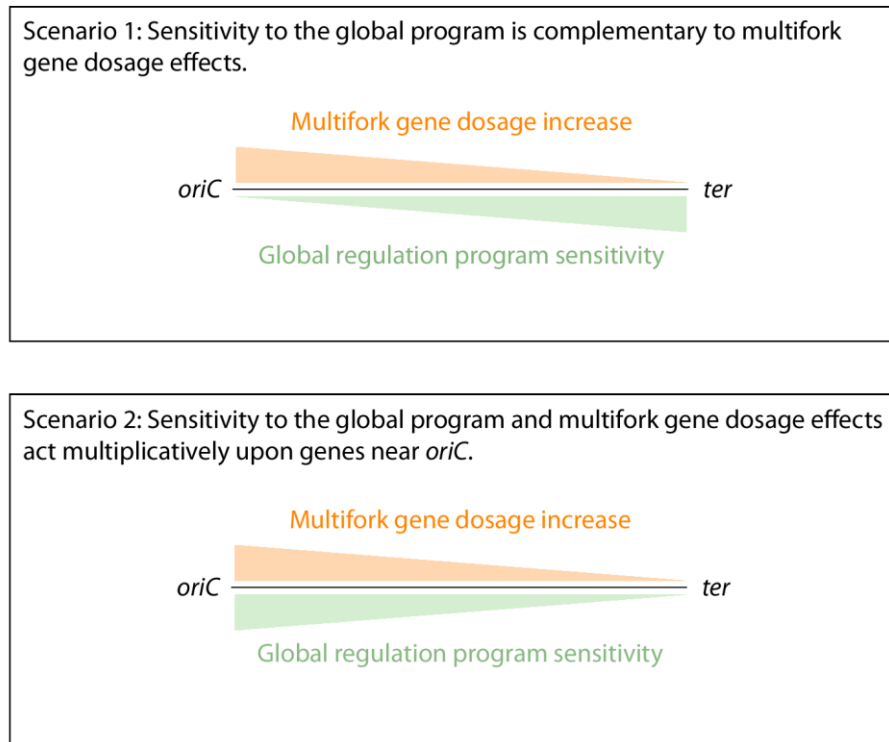 Scenario 1: Sensitivity to the global program is complementary to multifork
gene dosage effects.
Multifork gene dosage increase
oriC
ter
Global regulation program sensitivity
Scenario 2: Sensitivity to the global program and multifork gene dosage effects
act multiplicatively upon genes near oriC.
Multifork gene dosage increase
oriC
ter
Global regulation program sensitivity